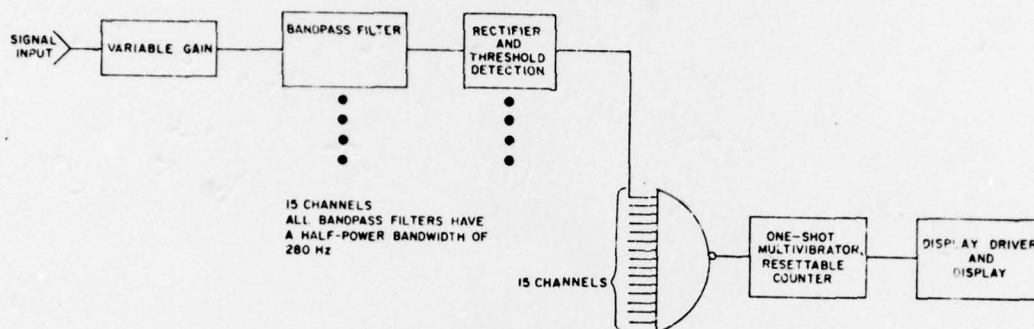 SIGNAL
INPUT
VARIABLE GAIN
BANDPASS FILTER
RECTIFIER
AND
THRESHOLD
DETECTION
15 CHANNELS
ALL BANDPASS FILTERS HAVE
A HALF-POWER BANDWIDTH OF
280 Hz
15 CHANNELS
ONE-SHOT
MULTIVIBRATOR,
RESETTABLE
COUNTER
DISPLAY DRIVER
AND
DISPLAY